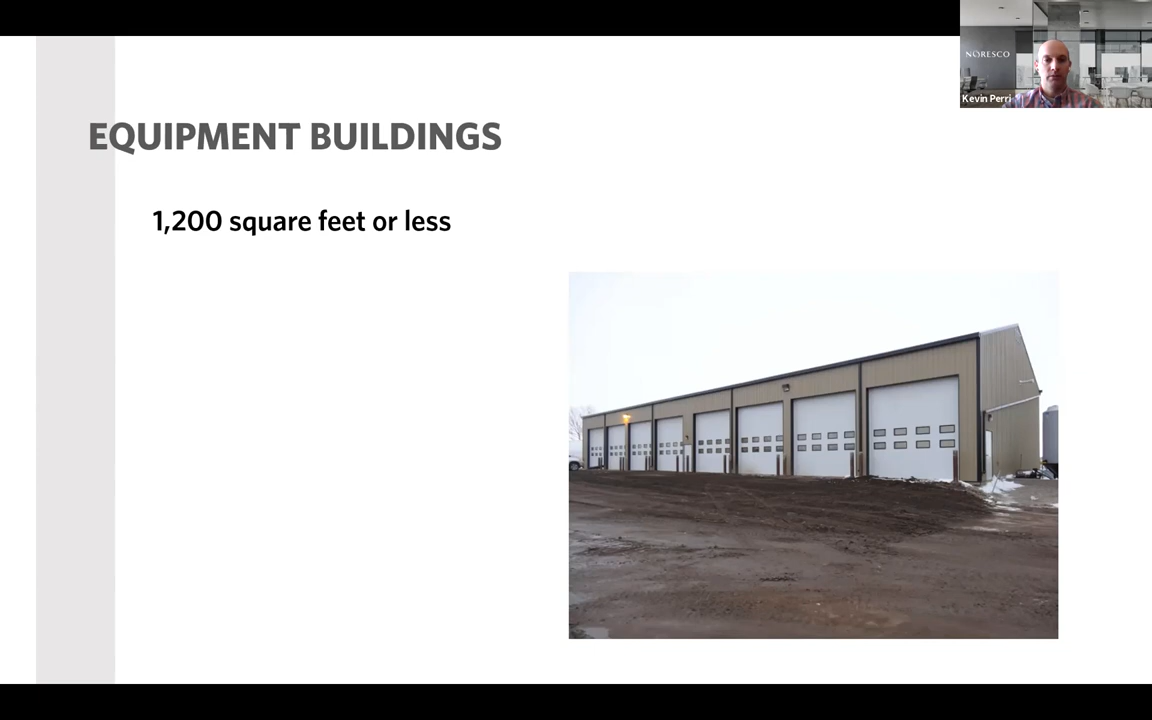 NORESCO
Kevin Perri
EQUIPMENT BUILDINGS
1,200 square feet or less